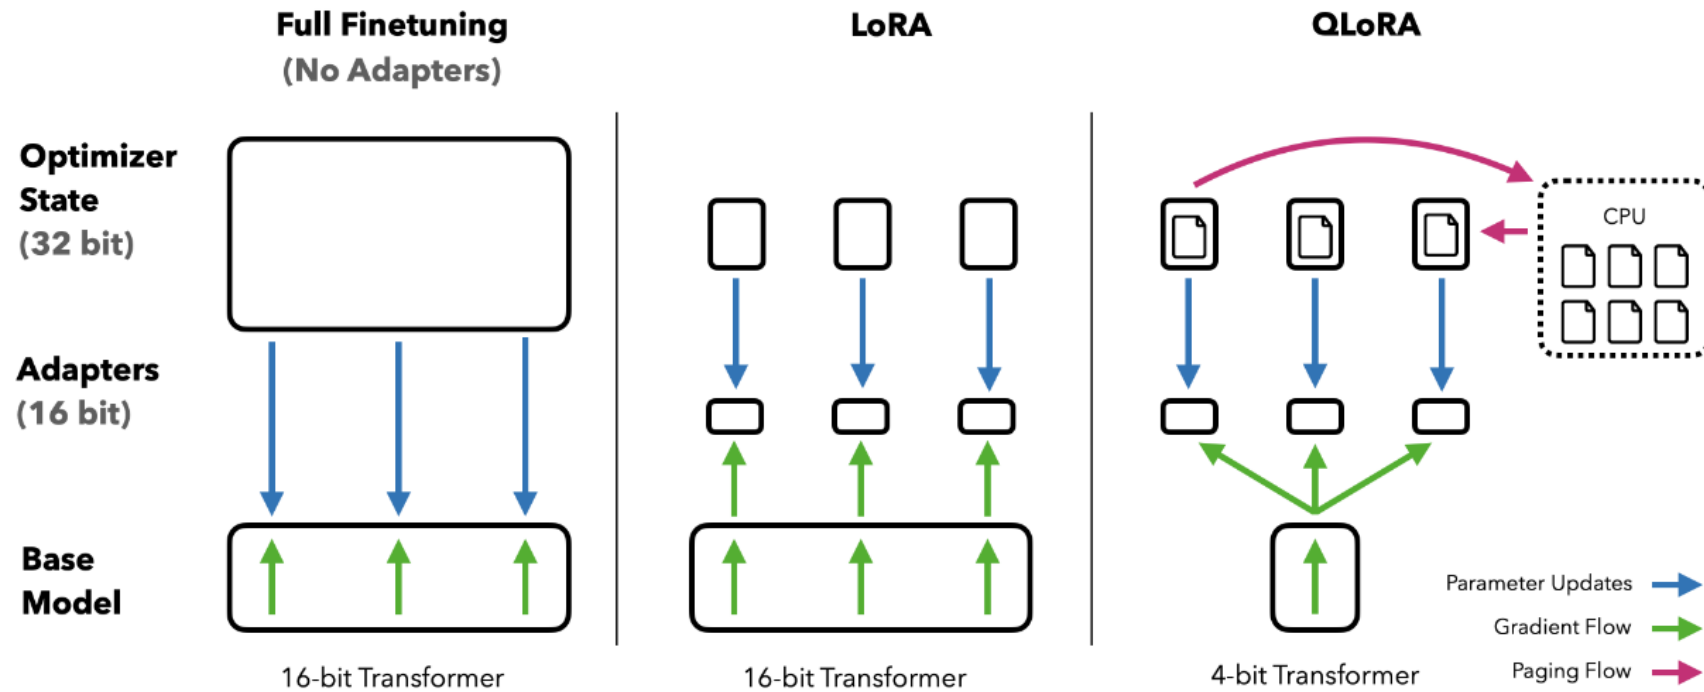 Full Finetuning
(No Adapters)
LoRA
QLoRA
Optimizer
State
(32 bit)
CPU
Adapters
(16 bit)
Base
Model
Parameter Updates
Gradient Flow
Paging Flow
16-bit Transformer
16-bit Transformer
4-bit Transformer